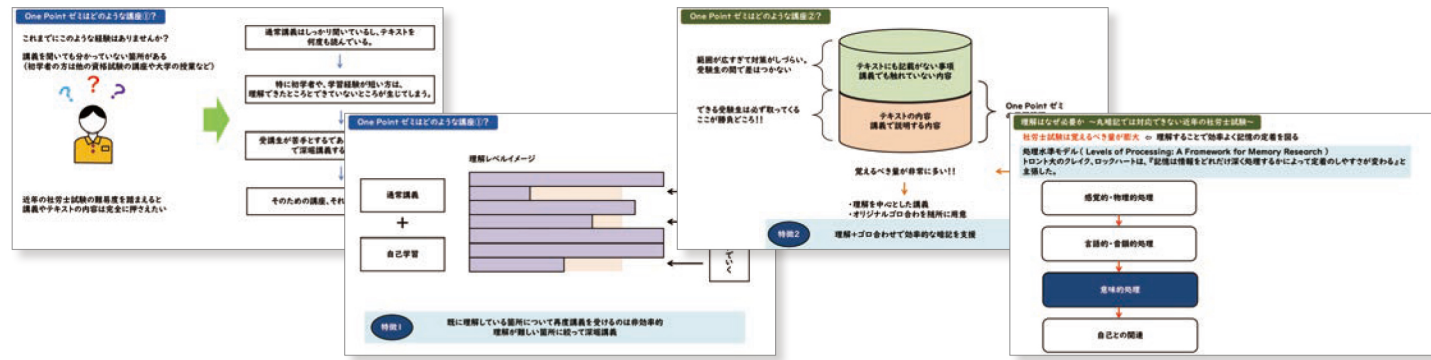 One Point ゼミはどのような講座①?
これまでにこのような経験はありませんか?
講義を聞いても分かっていない箇所がある
(初学者の方は他の資格試験の講座や大学の授業など)
? ? ?
近年の社労士試験の難易度を踏まえると
講義やテキストの内容は完全に押さえたい
通常講義はしっかり聞いているし、テキストを
何度も読んでいる。
特に初学者や、学習経験が短い方は、
理解できたところとできていないところが生じてしまう。
受講生が苦手とするであ
で深堀講義する
そのための講座、それ
One Point ゼミはどのような講座①?
理解レベルイメージ
通常講義
+
自己学習
ていく
特徴1
既に理解している箇所について再度講義を受けるのは非効率的
理解が難しい箇所に絞って深堀講義
One Point ゼミはどのような講座②?
範囲が広すぎて対策がしづらい。
受験生の間で差はつかない
できる受験生は必ず取ってくる
ここが勝負どころ!!
テキストにも記載がない事項
講義でも触れていない内容
テキストの内容
講義で説明する内容
One Point ゼミ
覚えるべき量が非常に多い!!
・理解を中心とした講義
・オリジナルゴロ合わを随所に用意
特徴2
理解+ゴロ合わせで効率的な暗記を支援
理解はなぜ必要か ~丸暗記では対応できない近年の社労士試験~
社労士試験は覚えるべき量が膨大 ⇨ 理解することで効率よく記憶の定着を図る
処理水準モデル( Levels of Processing: A Framework for Memory Research )
トロント大のクレイク、ロックハートは、『記憶は情報をどれだけ深く処理するかによって定着のしやすさが変わる』と
主張した。
感覚的・物理的処理
言語的・音韻的処理
意味的処理
自己との関連